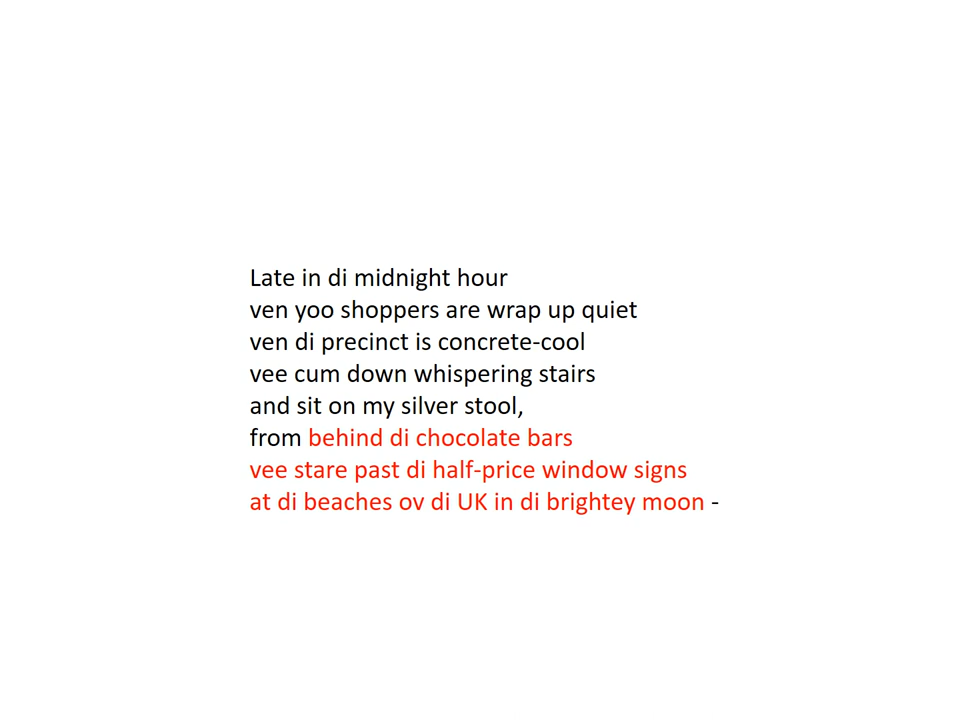 Late in di midnight hour
ven yoo shoppers are wrap up quiet
ven di precinct is concrete-cool
vee cum down whispering stairs
and sit on my silver stool,
from behind di chocolate bars
vee stare past di half-price window signs
at di beaches ov di UK in di brightey moon -